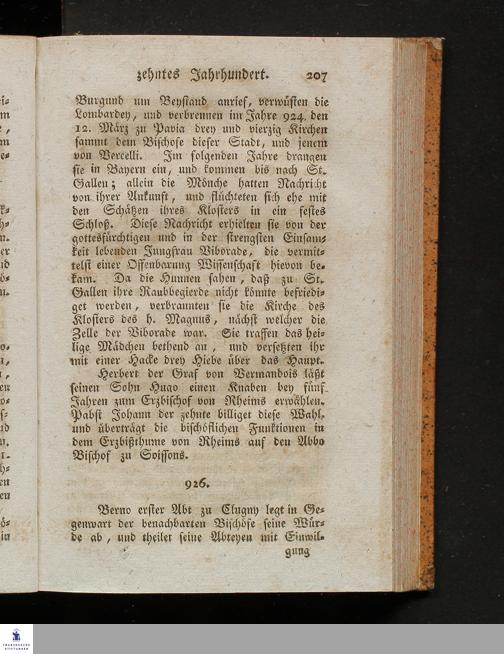 zehntes Jahrhundert. 207
Burgund um Beystand anrief, verwüsten die
Lombardey, und verbrennen im Jahre 924. den
12. März zu Pavia drey und vierzig Kirchen
sammt dem Bischofe dieser Stadt, und jenem
von Vercelli. Im folgenden Jahre drangen
sie in Bayern ein, und kommen bis nach St.
Gallen; allein die Mönche hatten Nachricht
von ihrer Ankunft, und flüchteten sich ehe mit
den Schätzen ihres Klosters in ein festes
Schloß. Diese Nachricht erhielten sie von der
gottesfürchtigen und in der strengsten Einsam-
keit lebenden Jungfrau Viborade, die vermit-
telst einer Offenbarung Wissenschaft hievon be-
kam. Da die Hunnen sahen, daß zu St.
Gallen ihre Raubbegierde nicht könnte befriedi-
get werden, verbrannten sie die Kirche des
Klosters des h. Magnus, nächst welcher die
Zelle der Viborade war. Sie traffen das hei-
lige Mädchen bethend an, und versetzten ihr
mit einer Hacke drey Hiebe über das Haupt.
Herbert der Graf von Vermandois läßt
seinen Sohn Hugo einen Knaben bey fünf
Jahren zum Erzbischof von Rheims erwählen.
Pabst Johann der zehnte billiget diese Wahl,
und überträgt die bischöflichen Funktionen in
dem Erzbißthume von Rheims auf den Abbo
Bischof zu Soissons.
926.
Berno erster Abt zu Clugny legt in Ge-
genwart der benachbarten Bischöfe seine Wür-
de ab, und theilet seine Abteyen mit Einwil-
gung